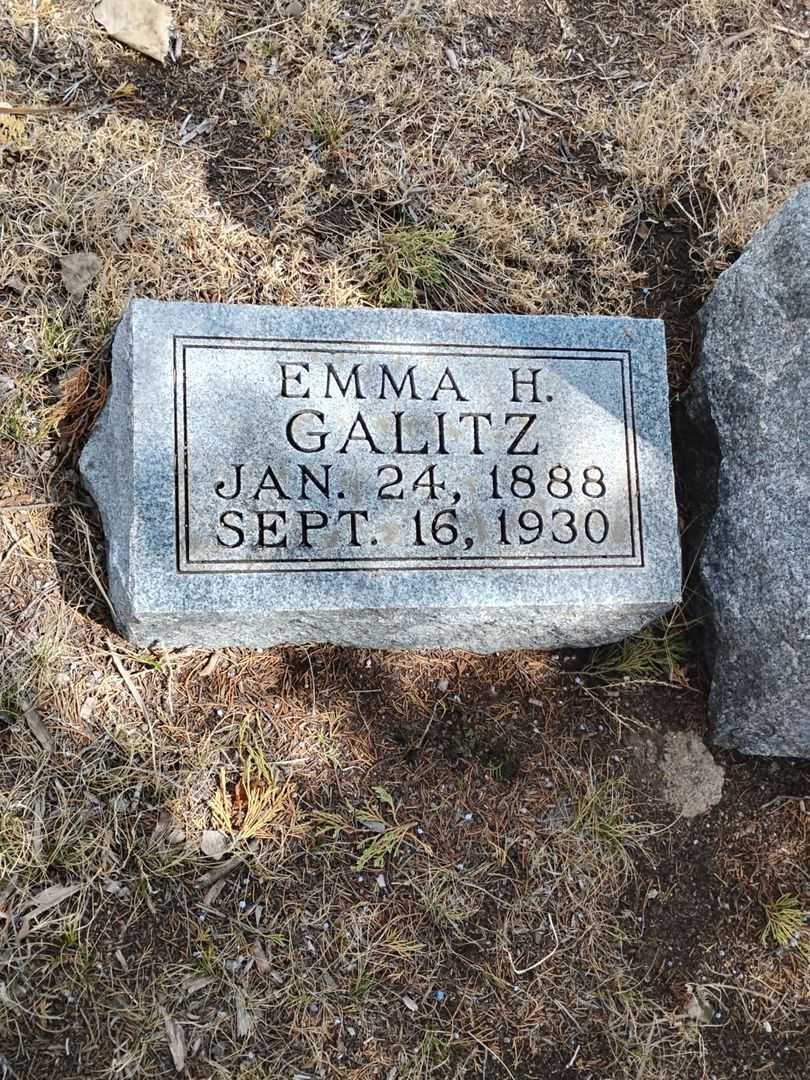 EMMA H.
GALITZ
JAN. 24, 1888
SEPT. 16, 1930